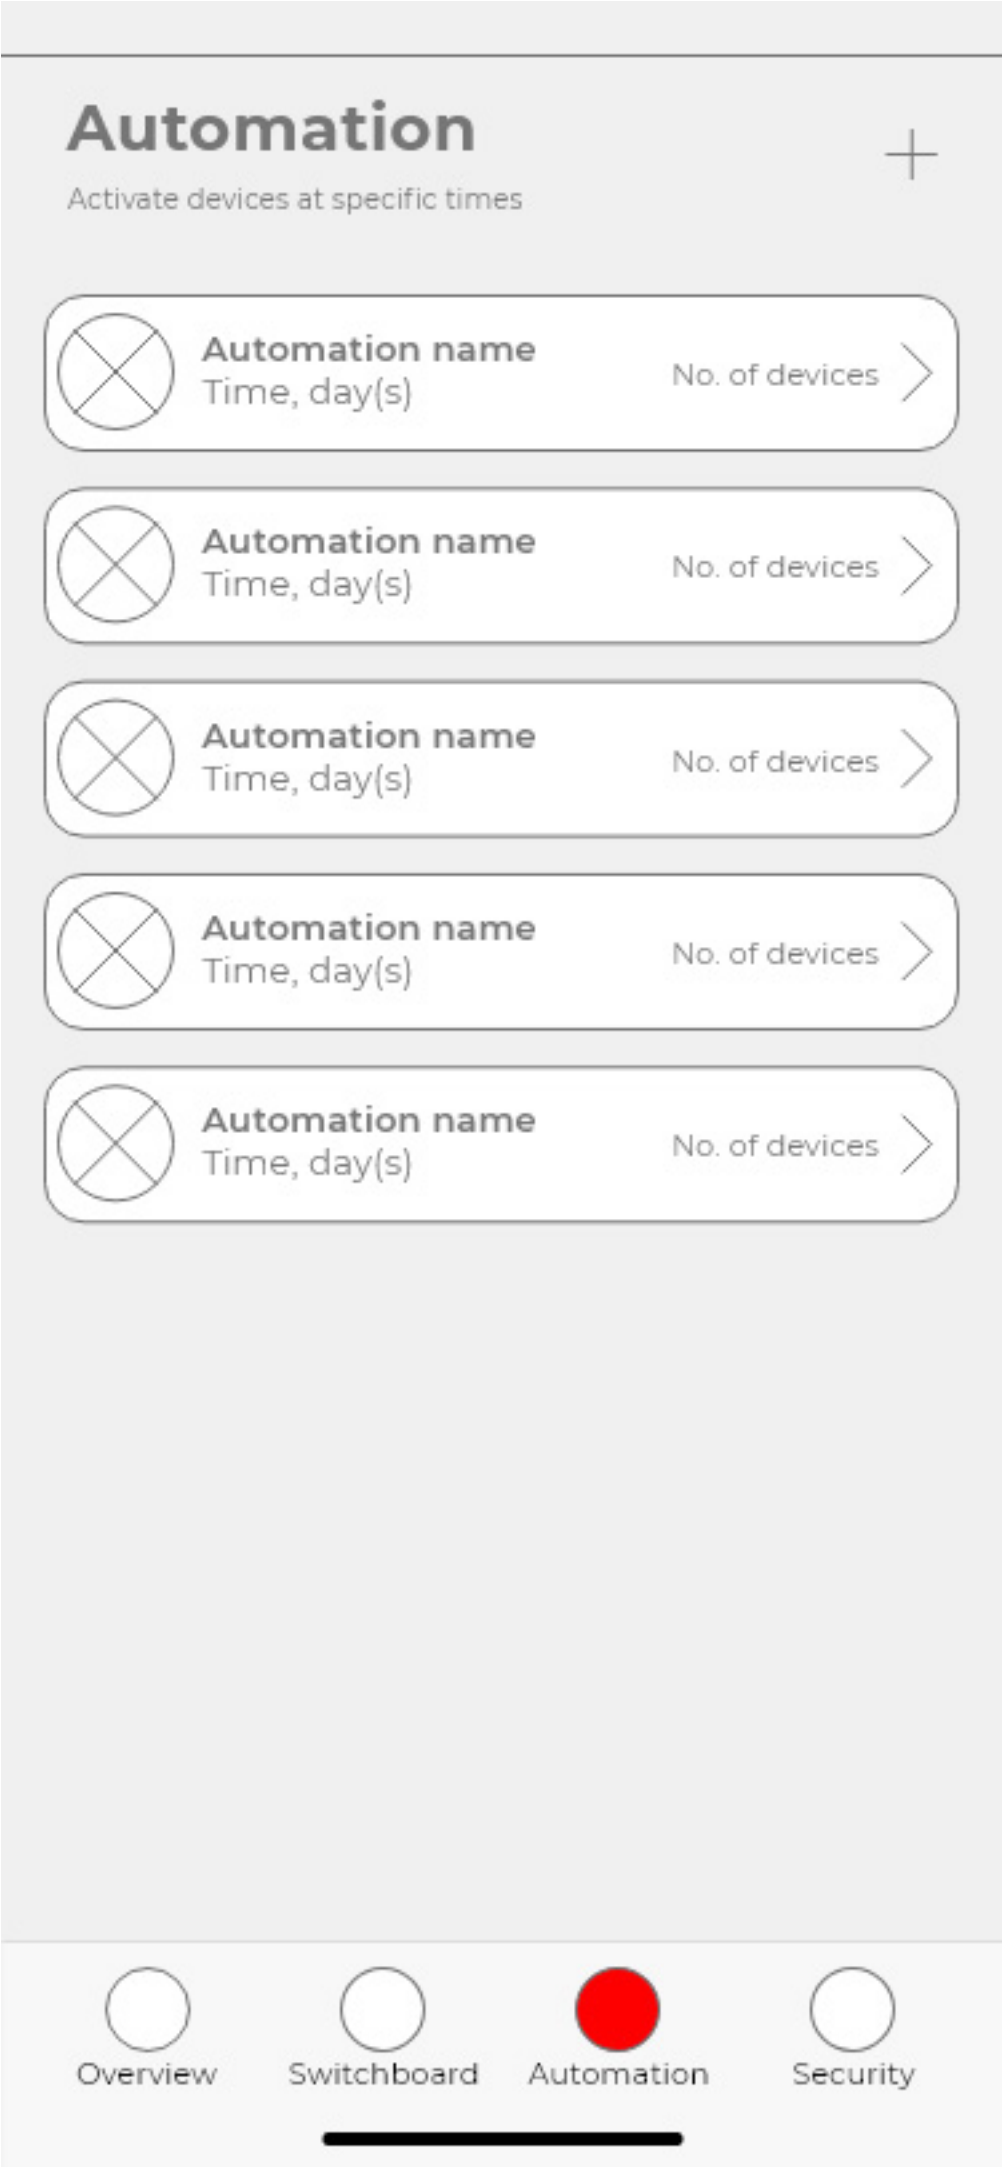 Automation
Activate devices at specific times
Automation name
Time, day(s)
No. of devices
Automation name
Time, day(s)
No. of devices
Automation name
Time, day(s)
No. of devices
Automation name
Time, day(s)
No. of devices
Automation name
Time, day(s)
No. of devices
Overview
Switchboard
Automation
Security